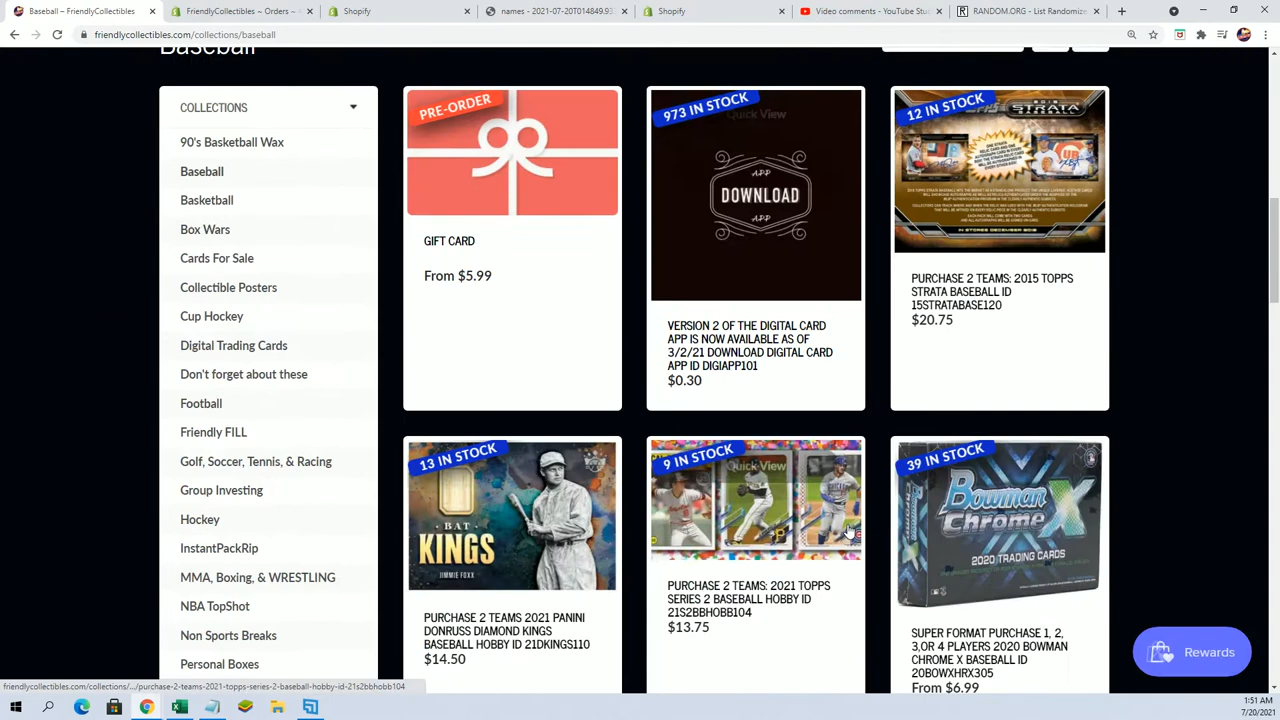 Baseball – FriendlyCollectibles.c
FriendlyCollectibles ~ Orders ~
Shopify
names - 2021-07-20T014849.93
Shopify
Video comments - YouTube Stu
RANDOM.ORG - List Randomize
friendlycollectibles.com/collections/baseball
Baseball
COLLECTIONS
90's Basketball Wax
Baseball
Basketball
Box Wars
Cards For Sale
Collectible Posters
Cup Hockey
Digital Trading Cards
Don't forget about these
Football
Friendly FILL
Golf, Soccer, Tennis, & Racing
Group Investing
Hockey
InstantPackRip
MMA, Boxing, & WRESTLING
NBA TopShot
Non Sports Breaks
Personal Boxes
PRE-ORDER
GIFT CARD
From $5.99
973 IN STOCK
Quick View
APP
DOWNLOAD
APP
VERSION 2 OF THE DIGITAL CARD
APP IS NOW AVAILABLE AS OF
3/2/21 DOWNLOAD DIGITAL CARD
APP ID DIGIAPP101
$0.30
12 IN STOCK
STRATA
BASEBALL
IN STORES DECEMBER 2015
PURCHASE 2 TEAMS: 2015 TOPPS
STRATA BASEBALL ID
15STRATABASE120
$20.75
13 IN STOCK
BAT
KINGS
JIMMIE FOXX
PURCHASE 2 TEAMS 2021 PANINI
DONRUSS DIAMOND KINGS
BASEBALL HOBBY ID 21DKINGS110
$14.50
9 IN STOCK
Quick View
PURCHASE 2 TEAMS: 2021 TOPPS
SERIES 2 BASEBALL HOBBY ID
21S2BBHOBB104
$13.75
39 IN STOCK
Bowman
Chrome X
2020 TRADING CARDS
SUPER FORMAT PURCHASE 1, 2,
3,OR 4 PLAYERS 2020 BOWMAN
CHROME X BASEBALL ID
20BOWXHRX305
From $6.99
Rewards
friendlycollectibles.com/collections/.../purchase-2-teams-2021-topps-series-2-baseball-hobby-id-21s2bbhobb104
1:51 AM
7/20/2021